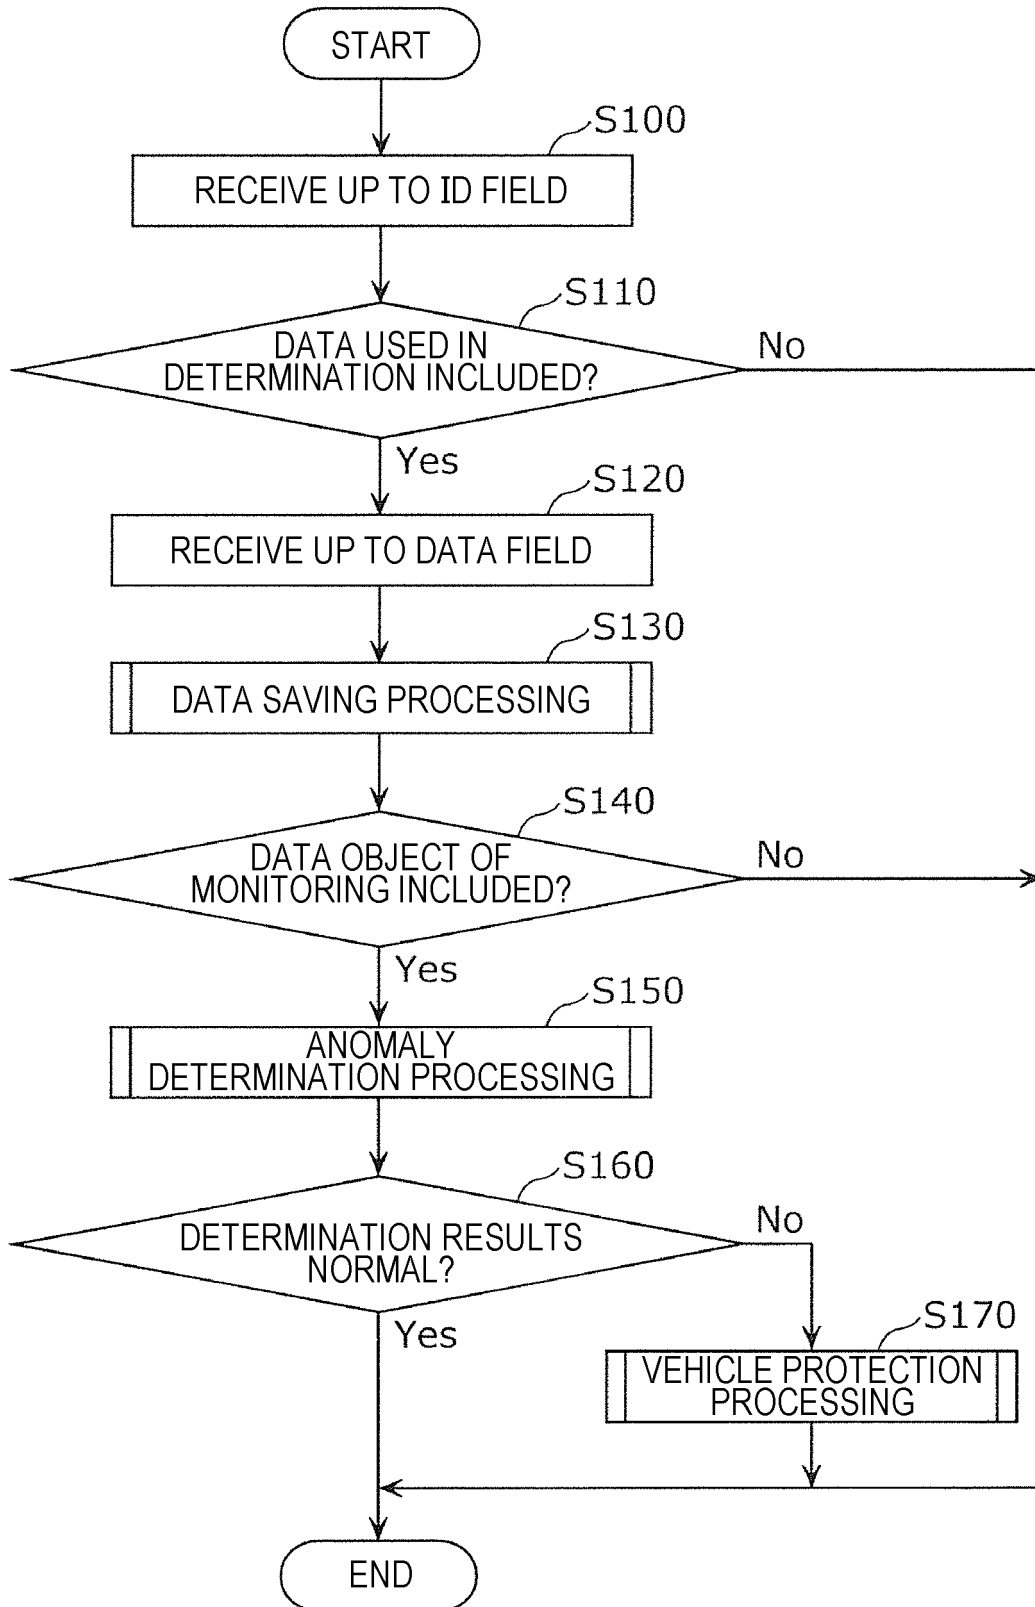 START
S100
RECEIVE UP TO ID FIELD
S110
DATA USED IN
DETERMINATION INCLUDED?
No
Yes
S120
RECEIVE UP TO DATA FIELD
S130
DATA SAVING PROCESSING
S140
DATA OBJECT OF
MONITORING INCLUDED?
No
Yes
S150
ANOMALY
DETERMINATION PROCESSING
S160
DETERMINATION RESULTS
NORMAL?
No
Yes
S170
VEHICLE PROTECTION
PROCESSING
END